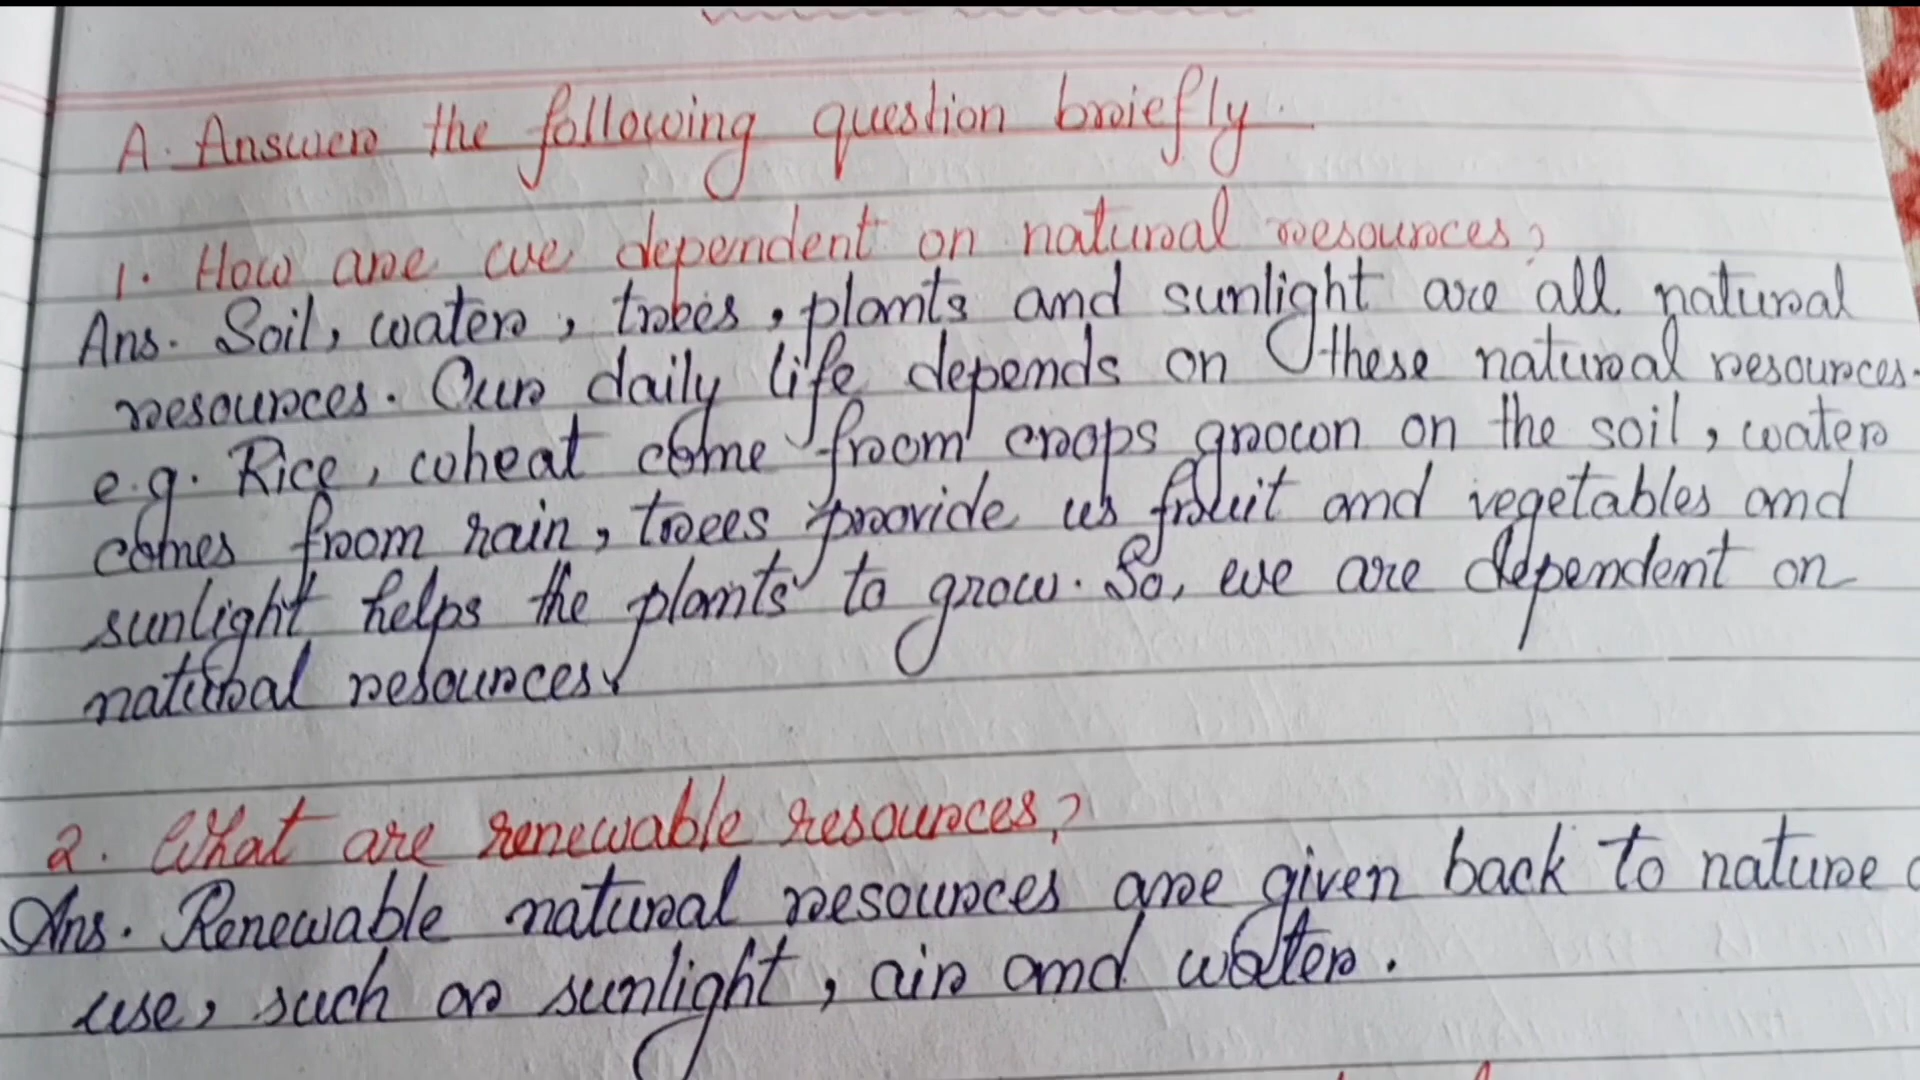 A. Answer the following question briefly.
1. How are we dependent on natural resources?
Ans. Soil, water, trees, plants and sunlight are all natural
resources. Our daily life depends on these natural resources.
e.g. Rice, wheat come from crops grown on the soil, water
comes from rain, trees provide us fruit and vegetables and
sunlight helps the plants to grow. So, we are dependent on
natural resources.
2. What are renewable resources?
Ans. Renewable natural resources are given back to nature
use, such as sunlight, air and water.